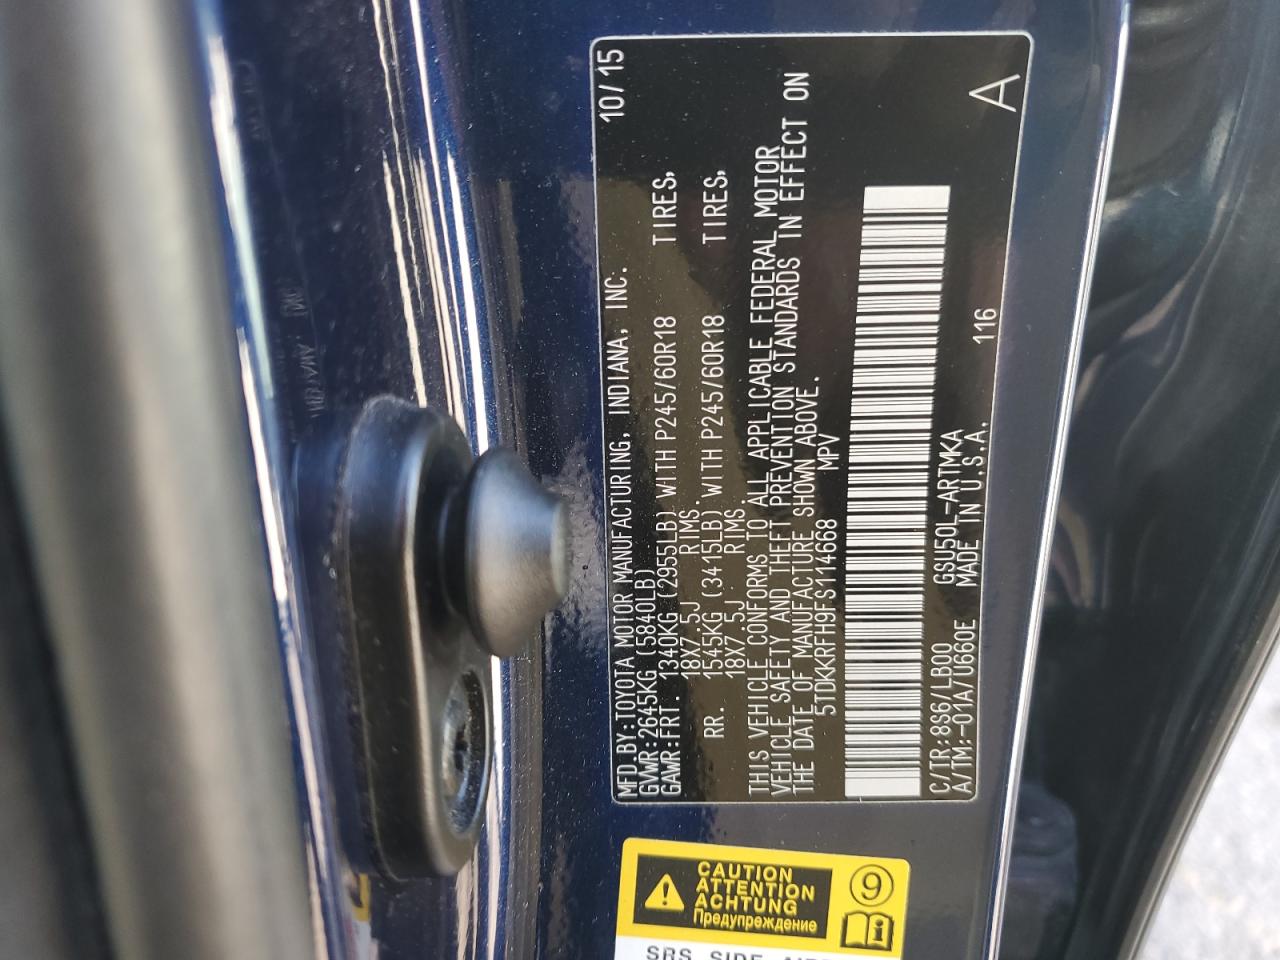 MFD.BY:TOYOTA MOTOR MANUFACTURING, INDIANA, INC. 10/15
GVWR:2645KG (5840LB)
GAWR:FRT. 1340KG (2955LB) WITH P245/60R18 TIRES,
18X7.5J RIMS.
RR. 1545KG (3415LB) WITH P245/60R18 TIRES,
18X7.5J RIMS.
THIS VEHICLE CONFORMS TO ALL APPLICABLE FEDERAL MOTOR
VEHICLE SAFETY AND THEFT PREVENTION STANDARDS IN EFFECT ON
THE DATE OF MANUFACTURE SHOWN ABOVE.
5TDKKRFH9FS114668 MPV
C/TR:8S6/LB00 GSU50L-ARTMKA
A/TM:-01A/U660E MADE IN U.S.A. 116 A
CAUTION
ATTENTION
ACHTUNG
Предупреждение
9
SRS SIDE